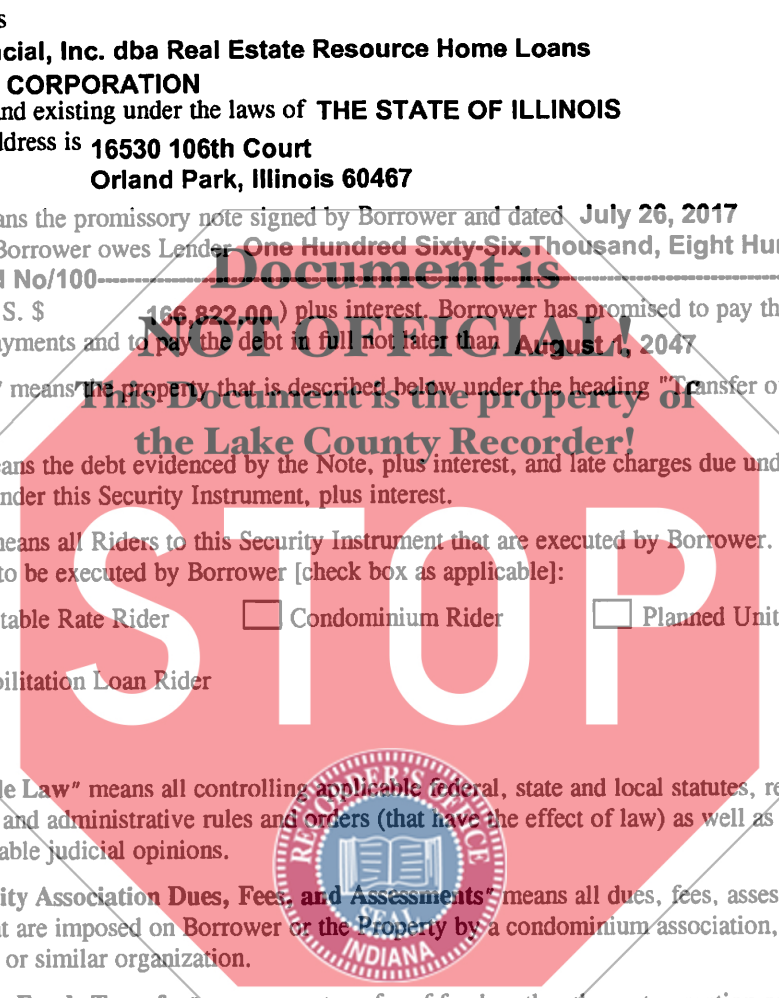 s
cial, Inc. dba Real Estate Resource Home Loans
CORPORATION
nd existing under the laws of THE STATE OF ILLINOIS
ddress is 16530 106th Court
Orland Park, Illinois 60467
ans the promissory note signed by Borrower and dated July 26, 2017
Borrower owes Lender One Hundred Sixty-Six Thousand, Eight Hu
d No/100
S. $ 166,822.00 ) plus interest. Borrower has promised to pay th
yments and to pay the debt in full not later than August 1, 2047
" means the property that is described below under the heading "Transfer o
eans the debt evidenced by the Note, plus interest, and late charges due und
nder this Security Instrument, plus interest.
neans all Riders to this Security Instrument that are executed by Borrower.
to be executed by Borrower [check box as applicable]:
table Rate Rider Condominium Rider Planned Unit
bilitation Loan Rider
le Law" means all controlling applicable federal, state and local statutes, re
and administrative rules and orders (that have the effect of law) as well as
able judicial opinions.
ity Association Dues, Fees, and Assessments" means all dues, fees, asses
t are imposed on Borrower or the Property by a condominium association,
or similar organization.
Document is
NOT OFFICIAL!
This Document is the property of
the Lake County Recorder!
STOP
RECORDER'S OFFICE
SEAL
INDIANA